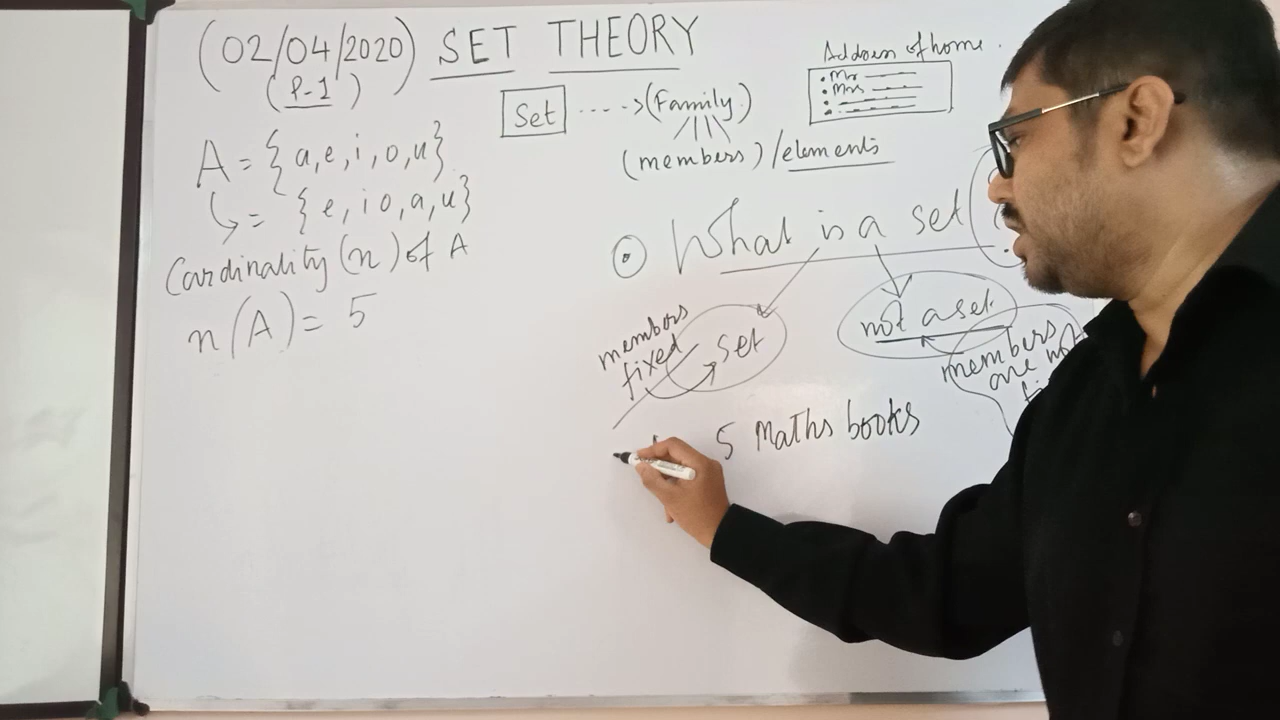 (02/04/2020) SET THEORY
(P-1)
A = {a,e,i,o,u}
= {e,i o,a,u}
Cardinality (n) of A
n(A) = 5
Set ----> (Family)
(members) / elements
Address of home.
• Mr
• Mrs
What is a set
members fixed
set
not a set
members
are not
5 Maths books